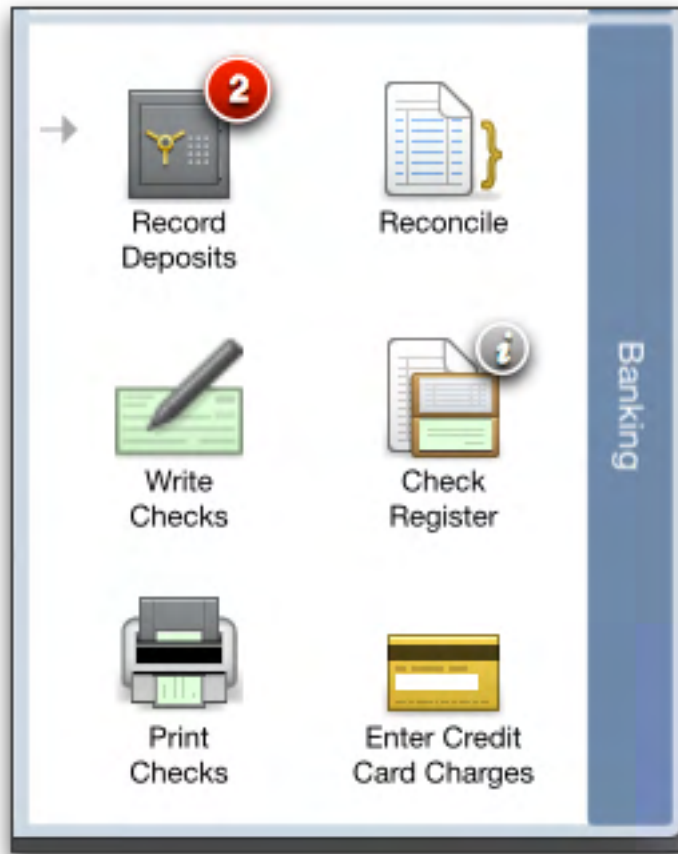 2
Record
Deposits
Reconcile
Write
Checks
i
Check
Register
Print
Checks
Enter Credit
Card Charges
Banking